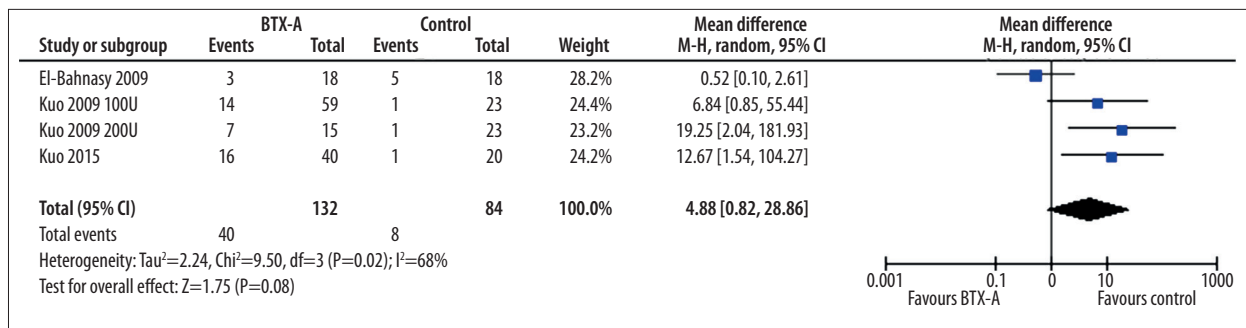 BTX-A Control Mean difference Mean difference
Study or subgroup Events Total Events Total Weight M-H, random, 95% CI M-H, random, 95% CI
El-Bahnasy 2009 3 18 5 18 28.2% 0.52 [0.10, 2.61]
Kuo 2009 100U 14 59 1 23 24.4% 6.84 [0.85, 55.44]
Kuo 2009 200U 7 15 1 23 23.2% 19.25 [2.04, 181.93]
Kuo 2015 16 40 1 20 24.2% 12.67 [1.54, 104.27]
Total (95% CI) 132 84 100.0% 4.88 [0.82, 28.86]
Total events 40 8
Heterogeneity: Tau²=2.24, Chi²=9.50, df=3 (P=0.02); I²=68%
Test for overall effect: Z=1.75 (P=0.08)
0.001 0.1 0 10 1000
Favours BTX-A Favours control